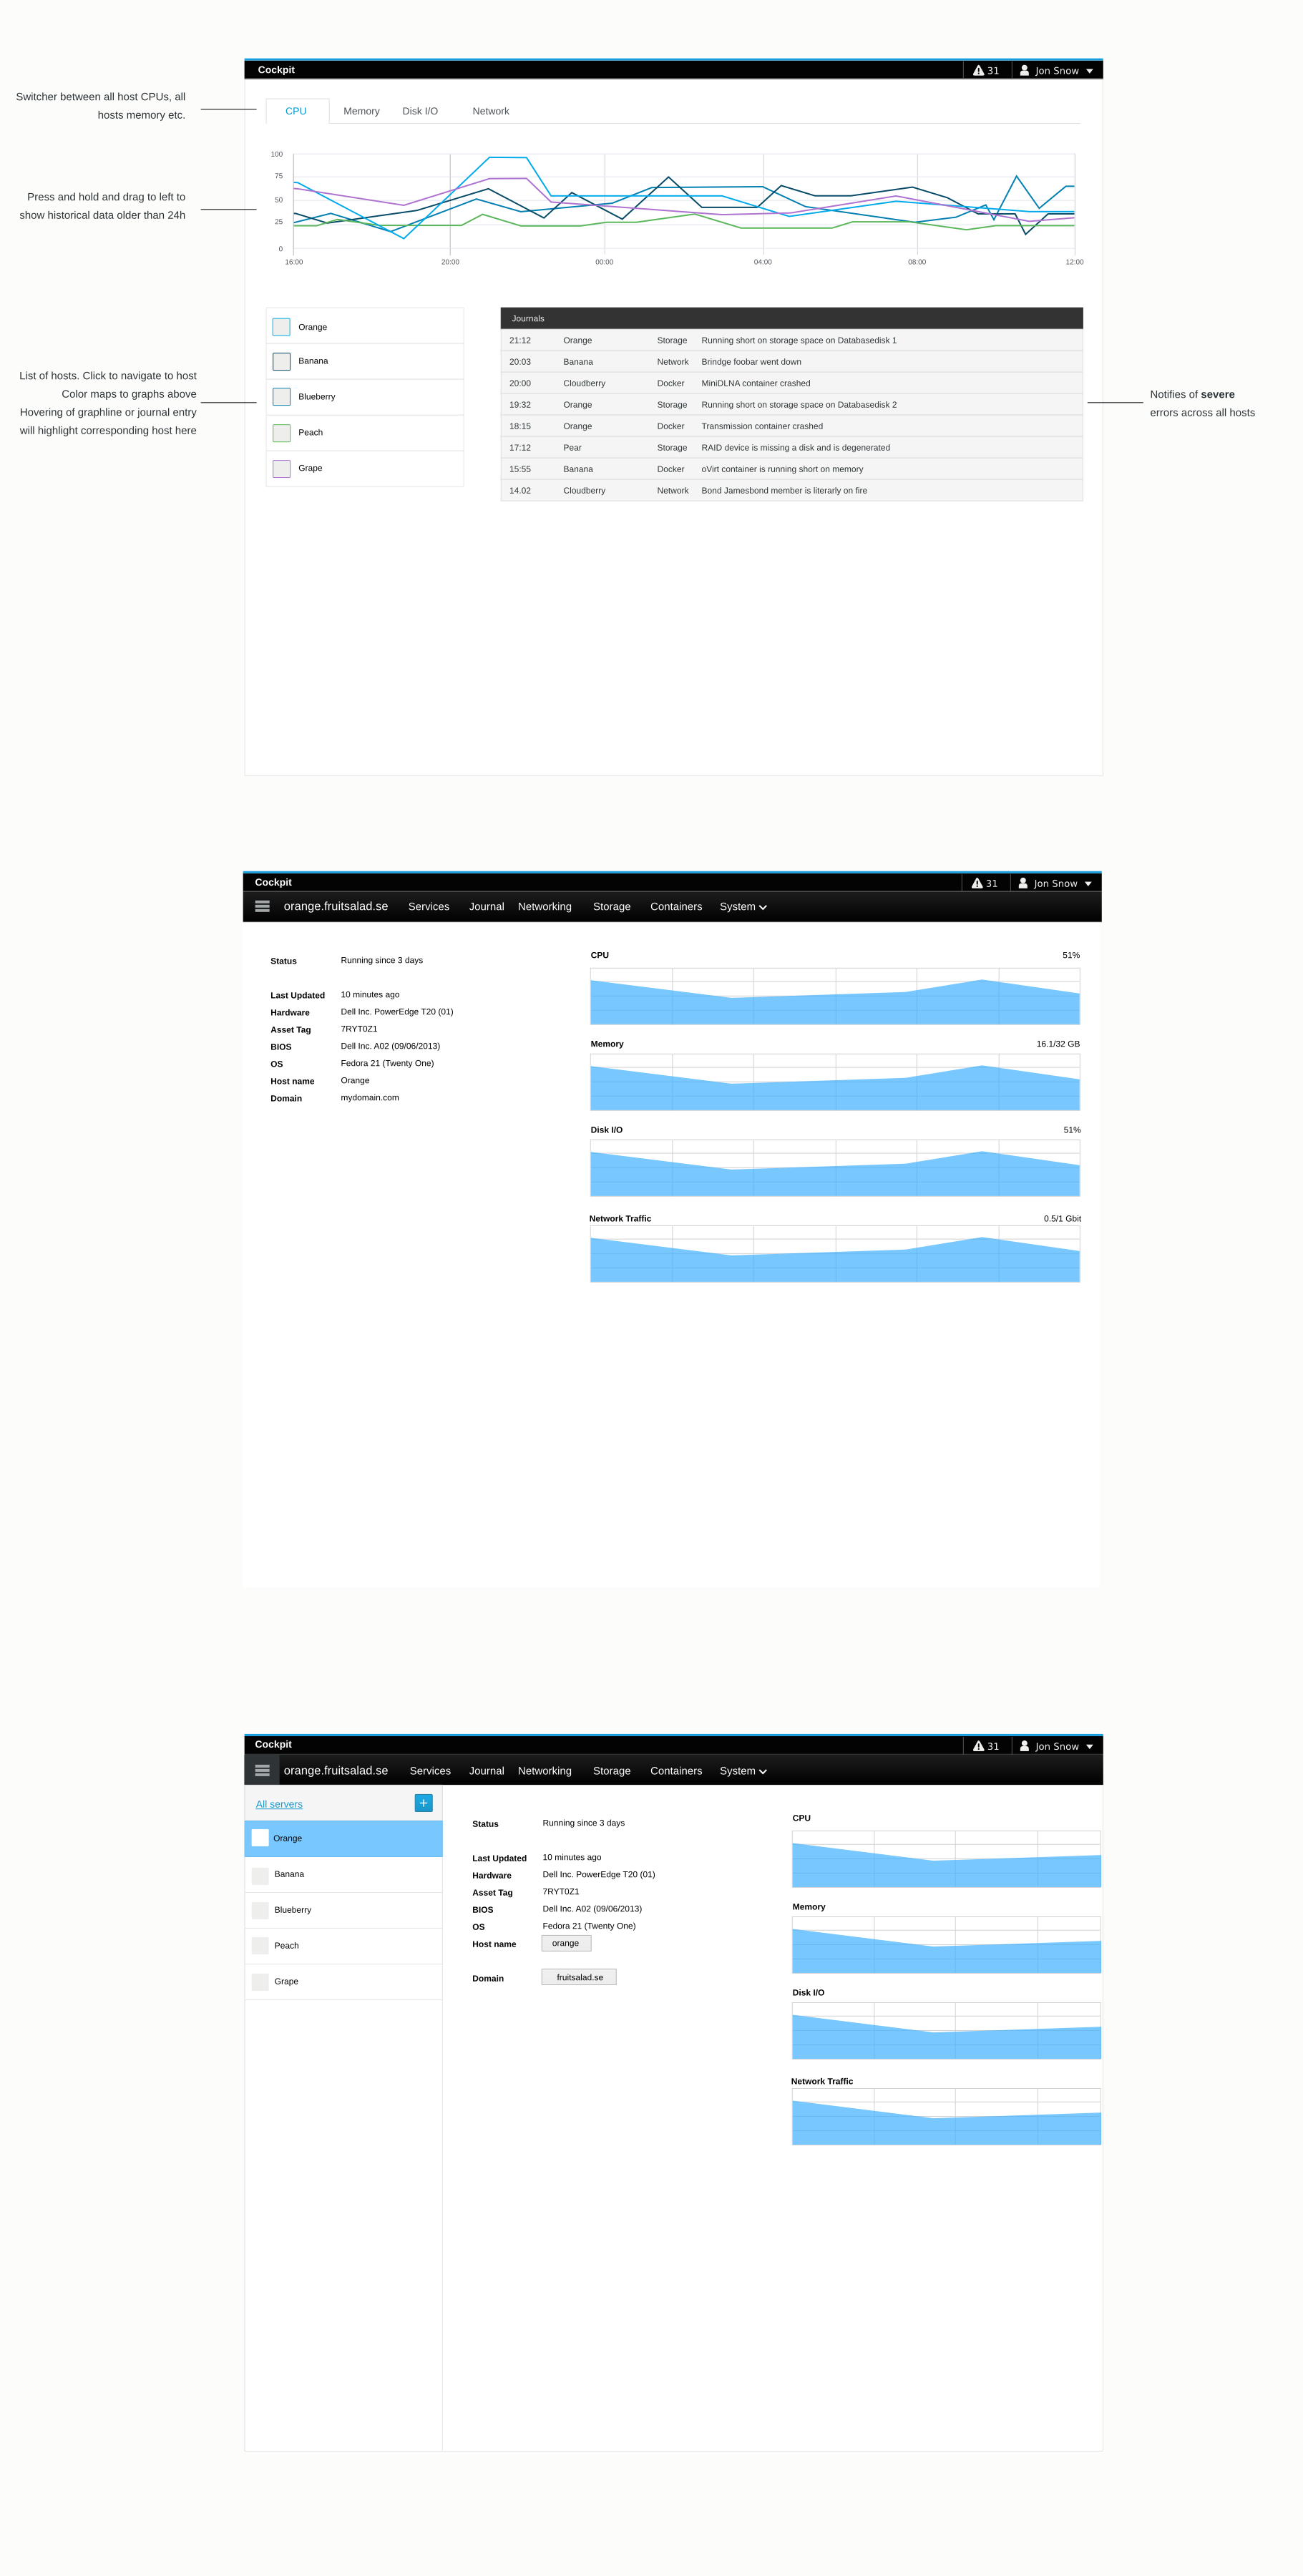 Cockpit
31
Jon Snow
Switcher between all host CPUs, all
hosts memory etc.
CPU Memory Disk I/O Network
Press and hold and drag to left to
show historical data older than 24h
100
75
50
25
0
16:00 20:00 00:00 04:00 08:00 12:00
List of hosts. Click to navigate to host
Color maps to graphs above
Hovering of graphline or journal entry
will highlight corresponding host here
Orange
Banana
Blueberry
Peach
Grape
Journals
21:12 Orange Storage Running short on storage space on Databasedisk 1
20:03 Banana Network Brindge foobar went down
20:00 Cloudberry Docker MiniDLNA container crashed
19:32 Orange Storage Running short on storage space on Databasedisk 2
18:15 Orange Docker Transmission container crashed
17:12 Pear Storage RAID device is missing a disk and is degenerated
15:55 Banana Docker oVirt container is running short on memory
14.02 Cloudberry Network Bond Jamesbond member is literarly on fire
Notifies of severe
errors across all hosts
Cockpit
31
Jon Snow
orange.fruitsalad.se Services Journal Networking Storage Containers System
Status Running since 3 days
Last Updated 10 minutes ago
Hardware Dell Inc. PowerEdge T20 (01)
Asset Tag 7RYT0Z1
BIOS Dell Inc. A02 (09/06/2013)
OS Fedora 21 (Twenty One)
Host name Orange
Domain mydomain.com
CPU 51%
Memory 16.1/32 GB
Disk I/O 51%
Network Traffic 0.5/1 Gbit
Cockpit
31
Jon Snow
orange.fruitsalad.se Services Journal Networking Storage Containers System
All servers +
Orange
Banana
Blueberry
Peach
Grape
Status Running since 3 days
Last Updated 10 minutes ago
Hardware Dell Inc. PowerEdge T20 (01)
Asset Tag 7RYT0Z1
BIOS Dell Inc. A02 (09/06/2013)
OS Fedora 21 (Twenty One)
Host name orange
Domain fruitsalad.se
CPU
Memory
Disk I/O
Network Traffic